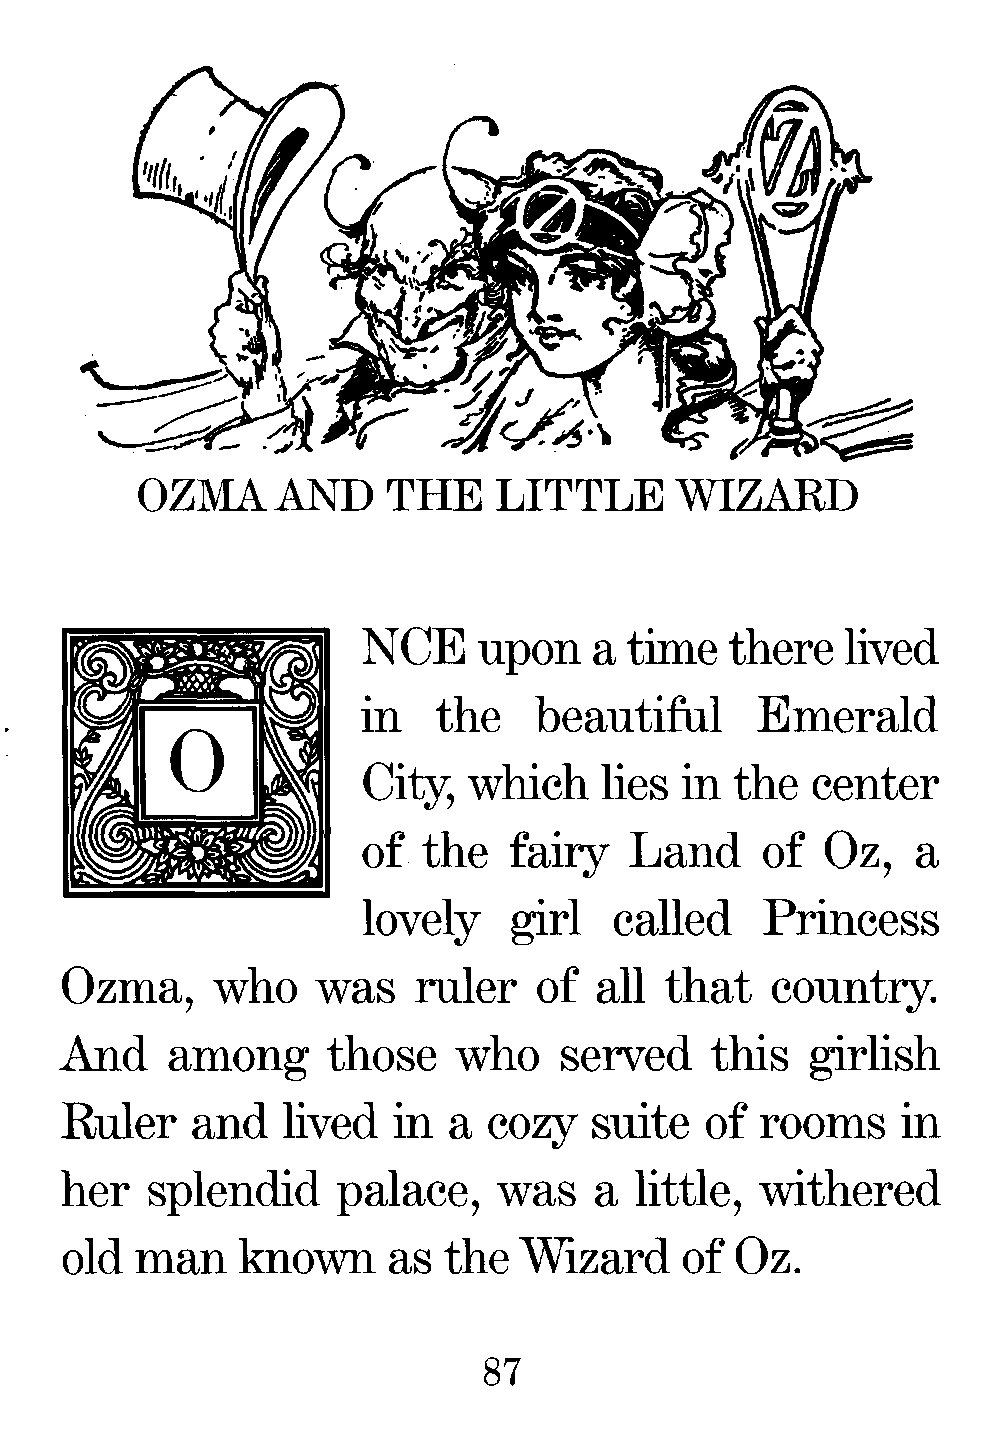 OZ
Z
OZMA AND THE LITTLE WIZARD
ONCE upon a time there lived
in the beautiful Emerald
City, which lies in the center
of the fairy Land of Oz, a
lovely girl called Princess
Ozma, who was ruler of all that country.
And among those who served this girlish
Ruler and lived in a cozy suite of rooms in
her splendid palace, was a little, withered
old man known as the Wizard of Oz.
87